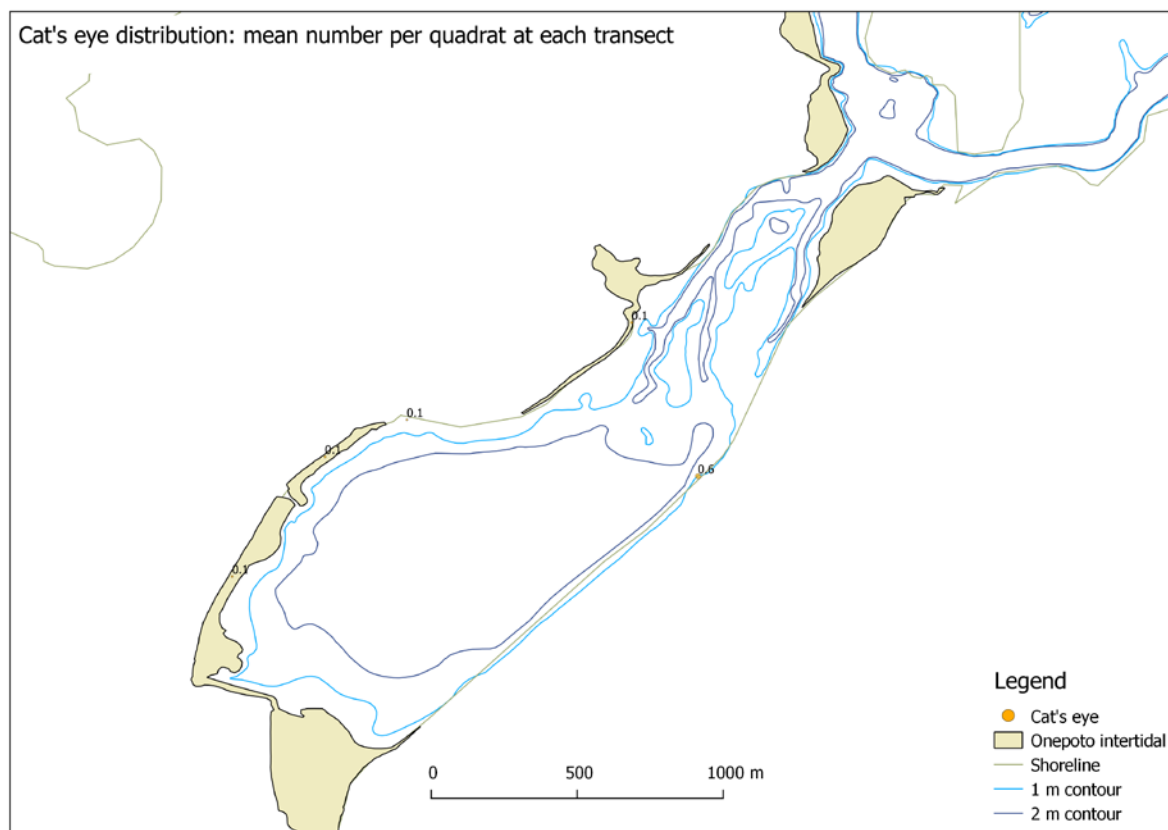 Cat's eye distribution: mean number per quadrat at each transect
0.1
0.1
0.1
0.6
0.1
Legend
Cat's eye
Onepoto intertidal
Shoreline
1 m contour
2 m contour
0 500 1000 m